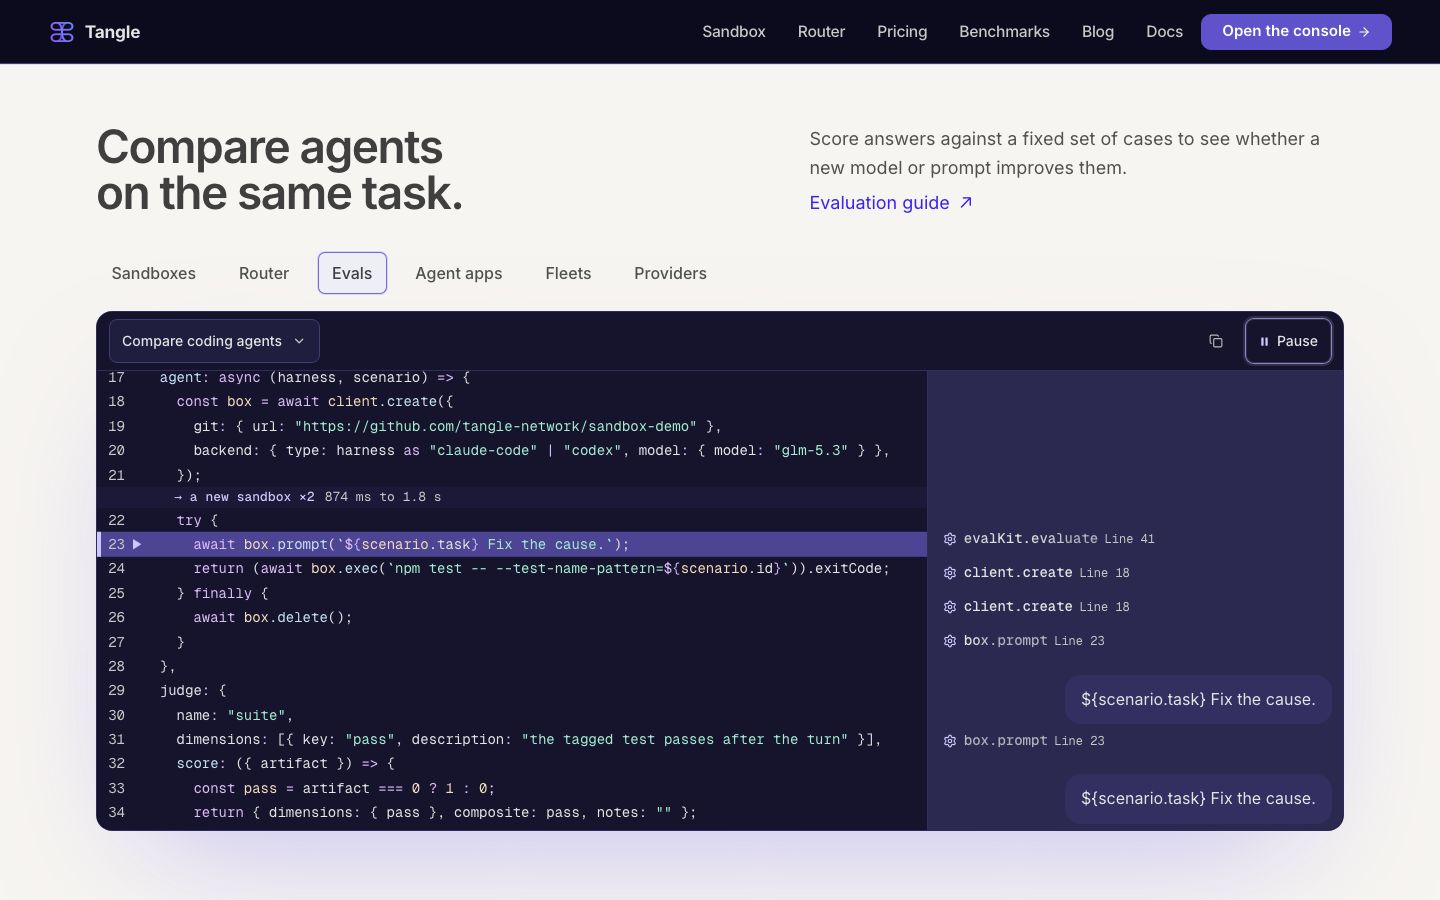 Tangle
Sandbox
Router
Pricing
Benchmarks
Blog
Docs
Open the console →
Compare agents
on the same task.
Score answers against a fixed set of cases to see whether a
new model or prompt improves them.
Evaluation guide ↗
Sandboxes
Router
Evals
Agent apps
Fleets
Providers
Compare coding agents
Pause
17 agent: async (harness, scenario) => {
18 const box = await client.create({
19 git: { url: "https://github.com/tangle-network/sandbox-demo" },
20 backend: { type: harness as "claude-code" | "codex", model: { model: "glm-5.3" } },
21 });
→ a new sandbox ×2 874 ms to 1.8 s
22 try {
23 await box.prompt(`${scenario.task} Fix the cause.`);
24 return (await box.exec(`npm test -- --test-name-pattern=${scenario.id}`)).exitCode;
25 } finally {
26 await box.delete();
27 }
28 },
29 judge: {
30 name: "suite",
31 dimensions: [{ key: "pass", description: "the tagged test passes after the turn" }],
32 score: ({ artifact }) => {
33 const pass = artifact === 0 ? 1 : 0;
34 return { dimensions: { pass }, composite: pass, notes: "" };
evalKit.evaluate Line 41
client.create Line 18
client.create Line 18
box.prompt Line 23
${scenario.task} Fix the cause.
box.prompt Line 23
${scenario.task} Fix the cause.